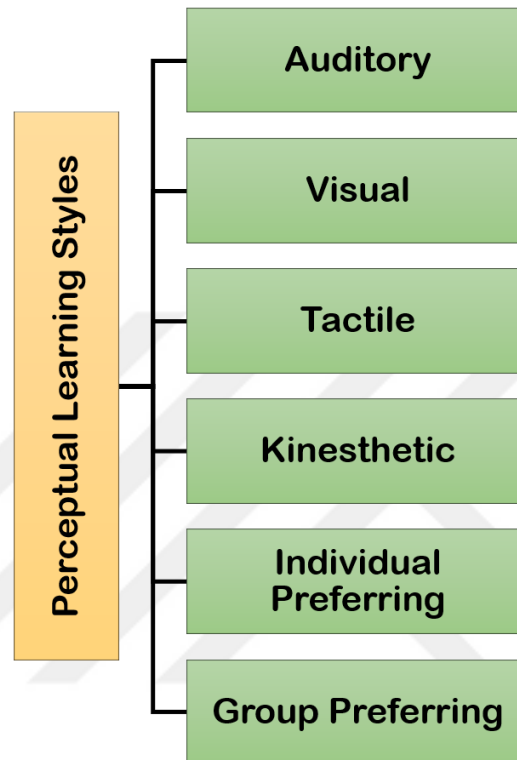 Perceptual Learning Styles
Auditory
Visual
Tactile
Kinesthetic
Individual
Preferring
Group Preferring